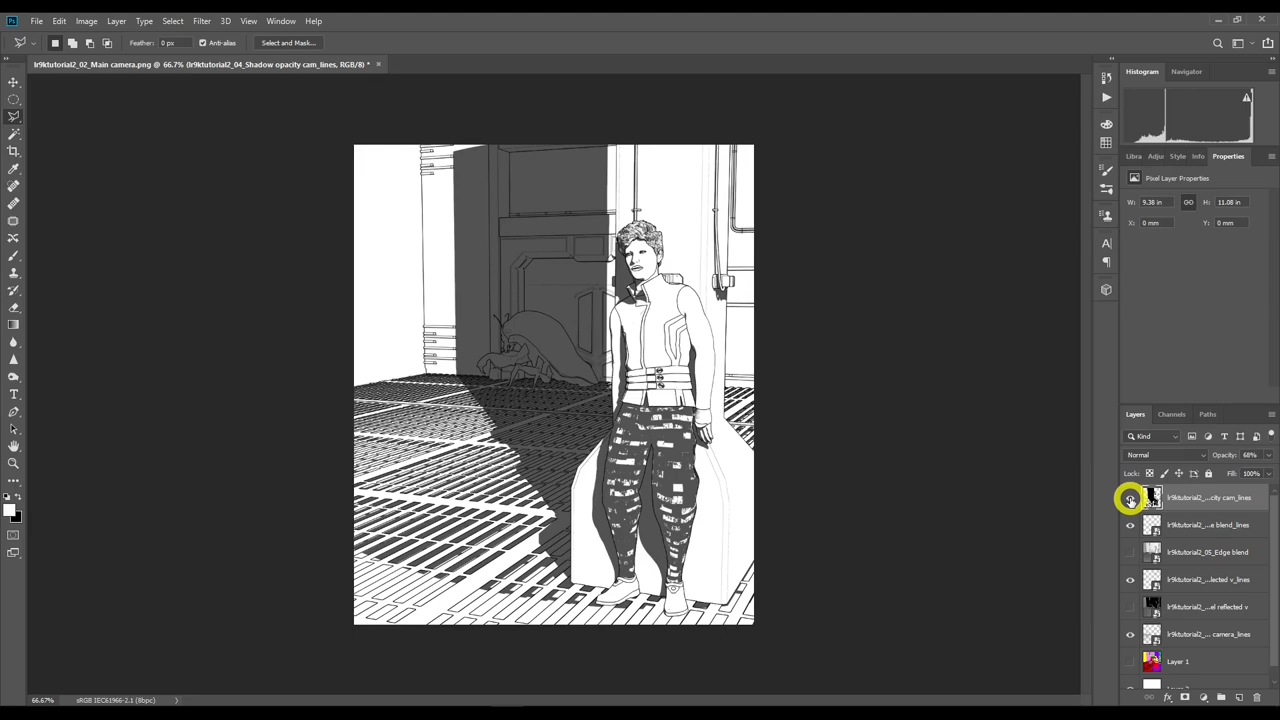 Ps File Edit Image Layer Type Select Filter 3D View Window Help
Feather: 0 px Anti-alias Select and Mask...
lr9ktutorial2_02_Main camera.png @ 66.7% (lr9ktutorial2_04_Shadow opacity cam_lines, RGB/8) *
Histogram Navigator
Libra Adjus Style Info Properties
Pixel Layer Properties
W: 9.38 in GO H: 11.08 in
X: 0 mm Y: 0 mm
Layers Channels Paths
Kind
Normal Opacity: 68%
Lock: Fill: 100%
lr9ktutorial2_...city cam_lines
lr9ktutorial2_...e blend_lines
lr9ktutorial2_05_Edge blend
lr9ktutorial2_...lected v_lines
lr9ktutorial2_...el reflected v
lr9ktutorial2_... camera_lines
Layer 1
66.67% sRGB IEC61966-2.1 (8bpc)